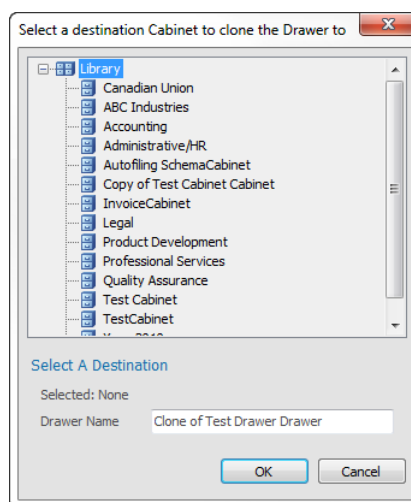 Select a destination Cabinet to clone the Drawer to
Library
Canadian Union
ABC Industries
Accounting
Administrative/HR
Autofiling SchemaCabinet
Copy of Test Cabinet Cabinet
InvoiceCabinet
Legal
Product Development
Professional Services
Quality Assurance
Test Cabinet
TestCabinet
Select A Destination
Selected: None
Drawer Name Clone of Test Drawer Drawer
OK Cancel